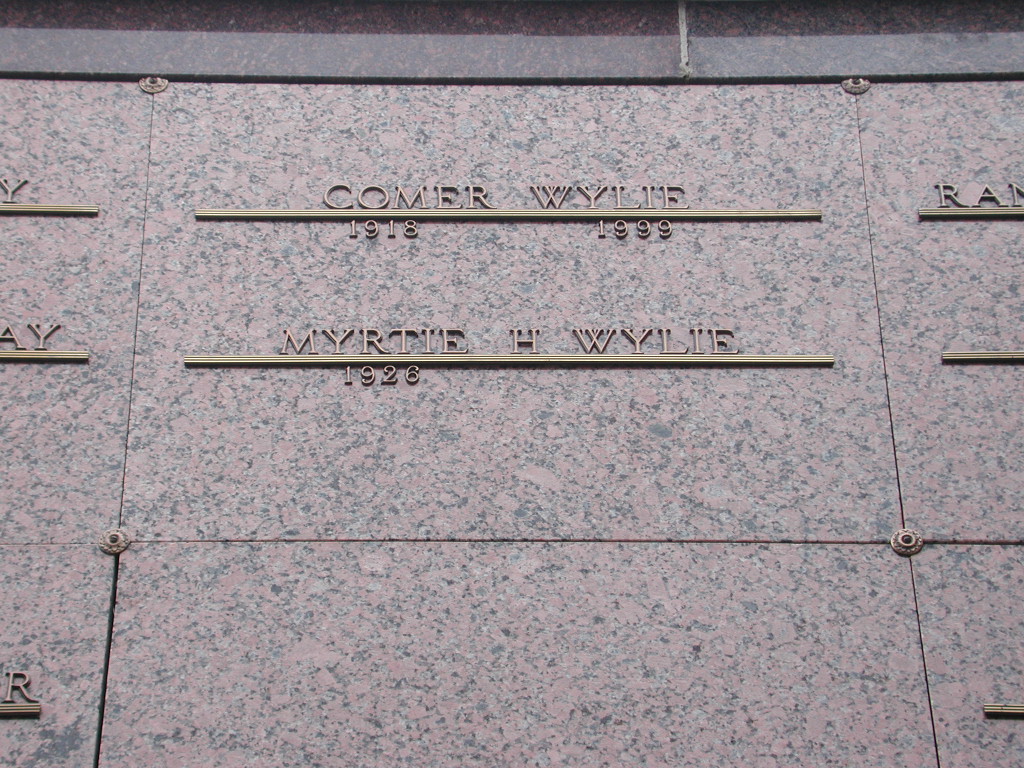 COMER WYLIE
1918 1999
MYRTIE H WYLIE
1926